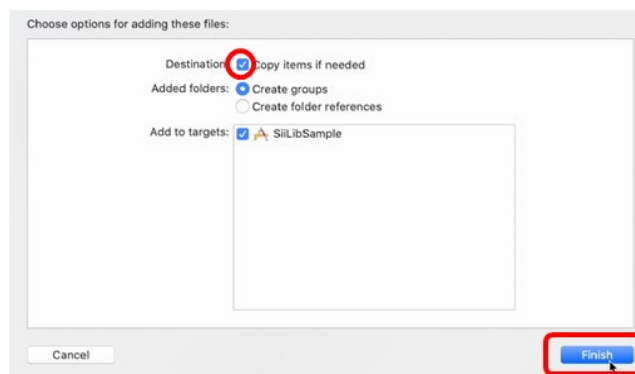 Choose options for adding these files:
Destination: Copy items if needed
Added folders: Create groups
Create folder references
Add to targets: SiiLibSample
Cancel Finish